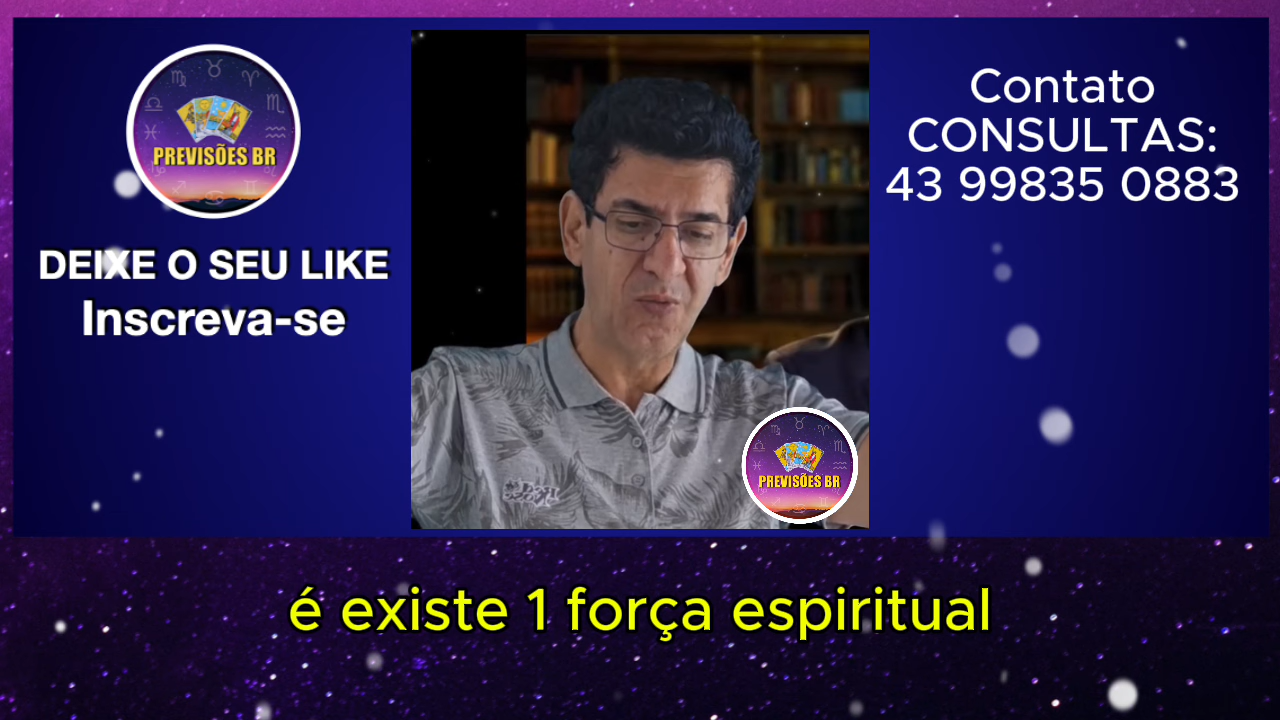 PREVISÕES BR
DEIXE O SEU LIKE
Inscreva-se
Contato
CONSULTAS:
43 99835 0883
PREVISÕES BR
é existe 1 força espiritual